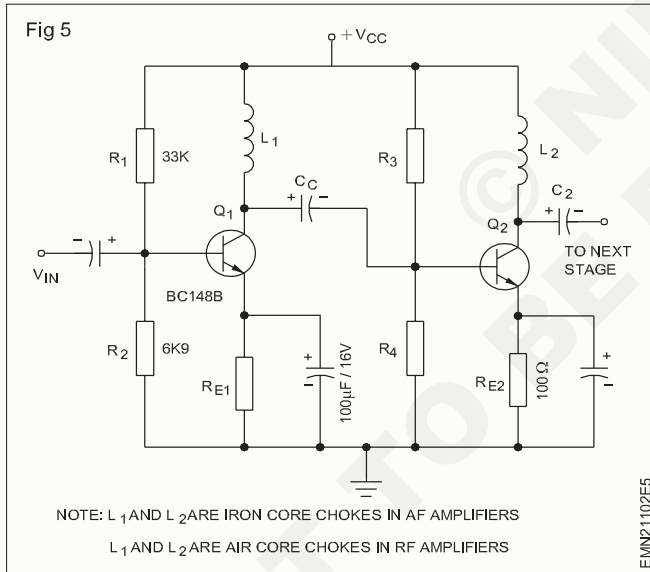 Fig 5
+VCC
R1 33K
L1
R3
L2
CC
+ -
C2
+ -
Q1
Q2
- +
VIN
TO NEXT
STAGE
BC148B
R2 6K9
RE1
+
-
100µF / 16V
R4
RE2
100Ω
+
-
NOTE: L1 AND L2 ARE IRON CORE CHOKES IN AF AMPLIFIERS
L1 AND L2 ARE AIR CORE CHOKES IN RF AMPLIFIERS
EMN21102E5